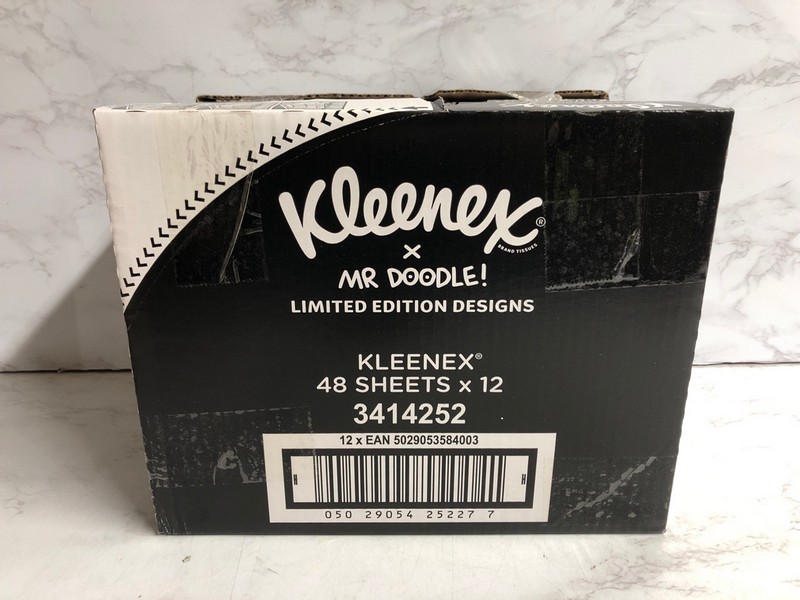 Kleenex®
BRAND TISSUES
x
MR DOODLE!
LIMITED EDITION DESIGNS
KLEENEX®
48 SHEETS x 12
3414252
12 x EAN 5029053584003
H H
050 29054 25227 7